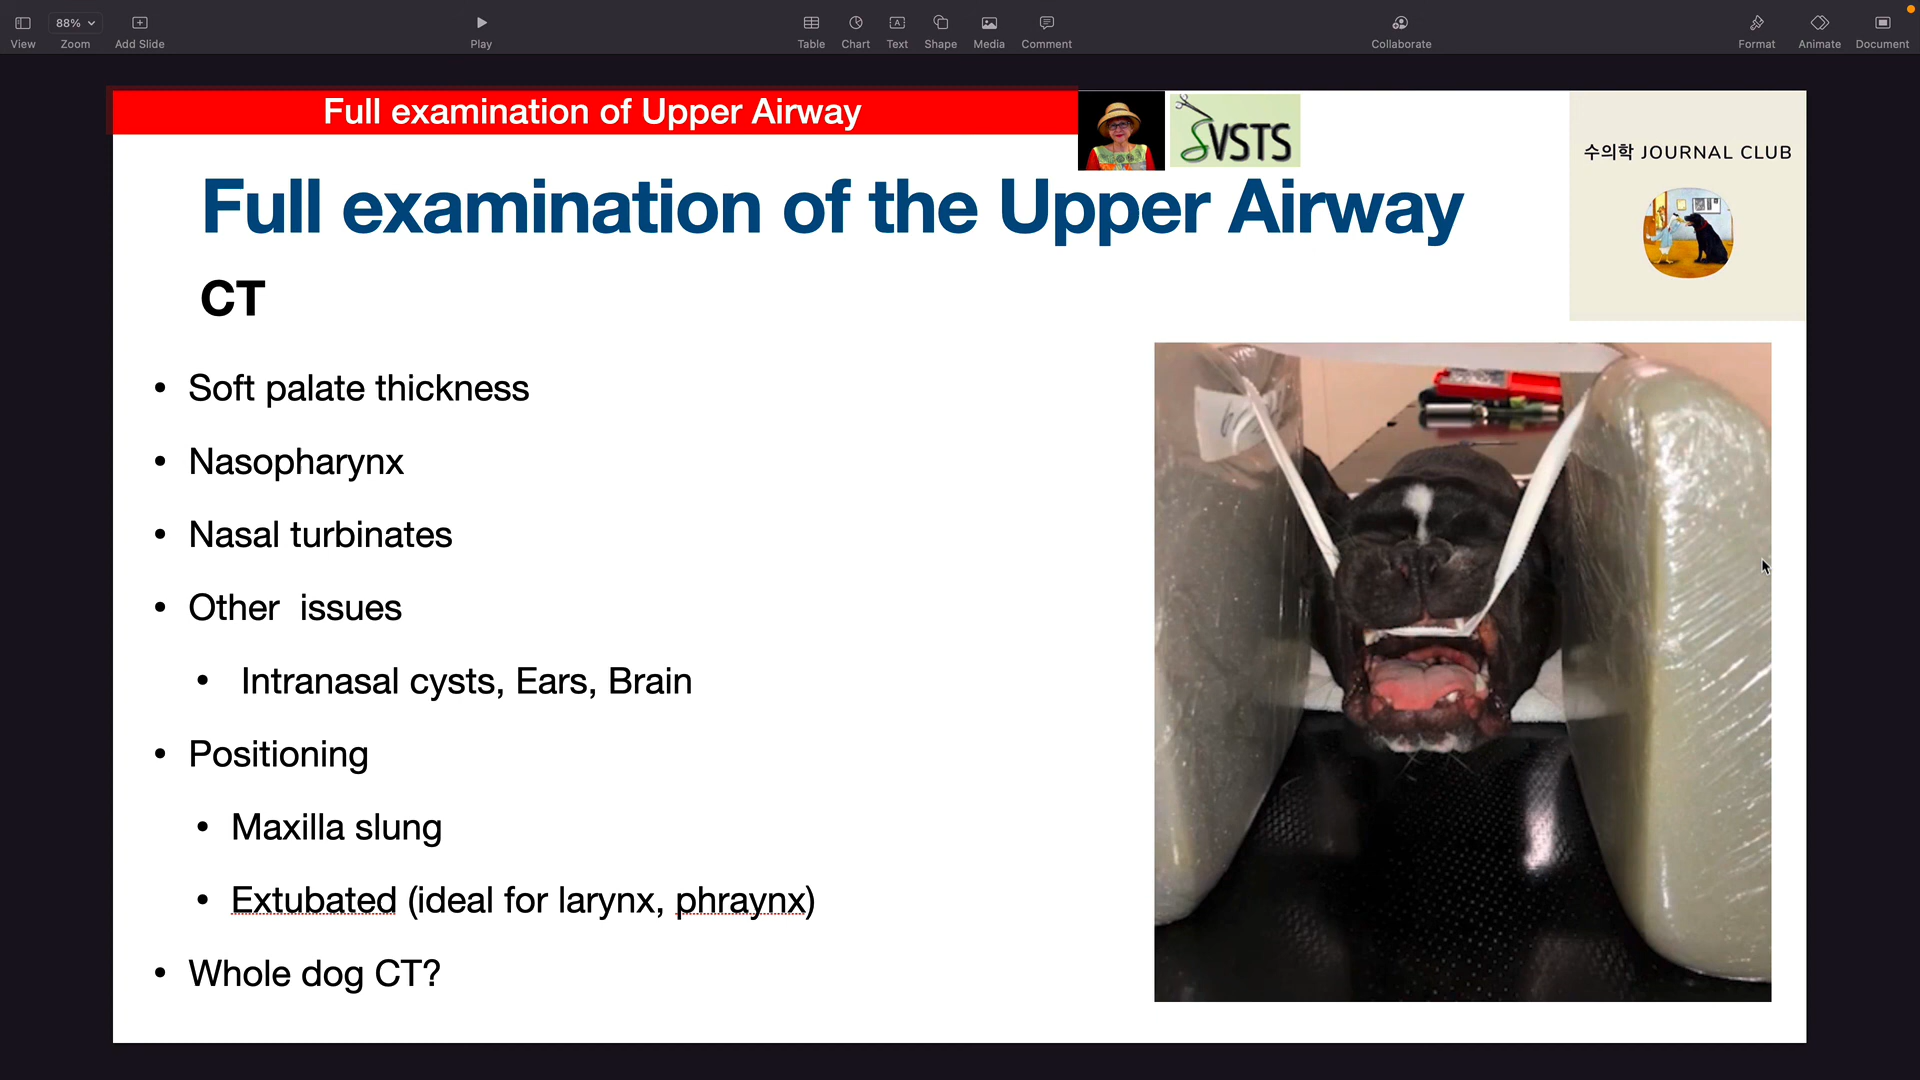 View
88%
Zoom
Add Slide
Play
Table
Chart
Text
Shape
Media
Comment
Collaborate
Format
Animate
Document
Full examination of Upper Airway
SVSTS
수의학 JOURNAL CLUB
Full examination of the Upper Airway
CT
• Soft palate thickness
• Nasopharynx
• Nasal turbinates
• Other  issues
• Intranasal cysts, Ears, Brain
• Positioning
• Maxilla slung
• Extubated (ideal for larynx, phraynx)
• Whole dog CT?